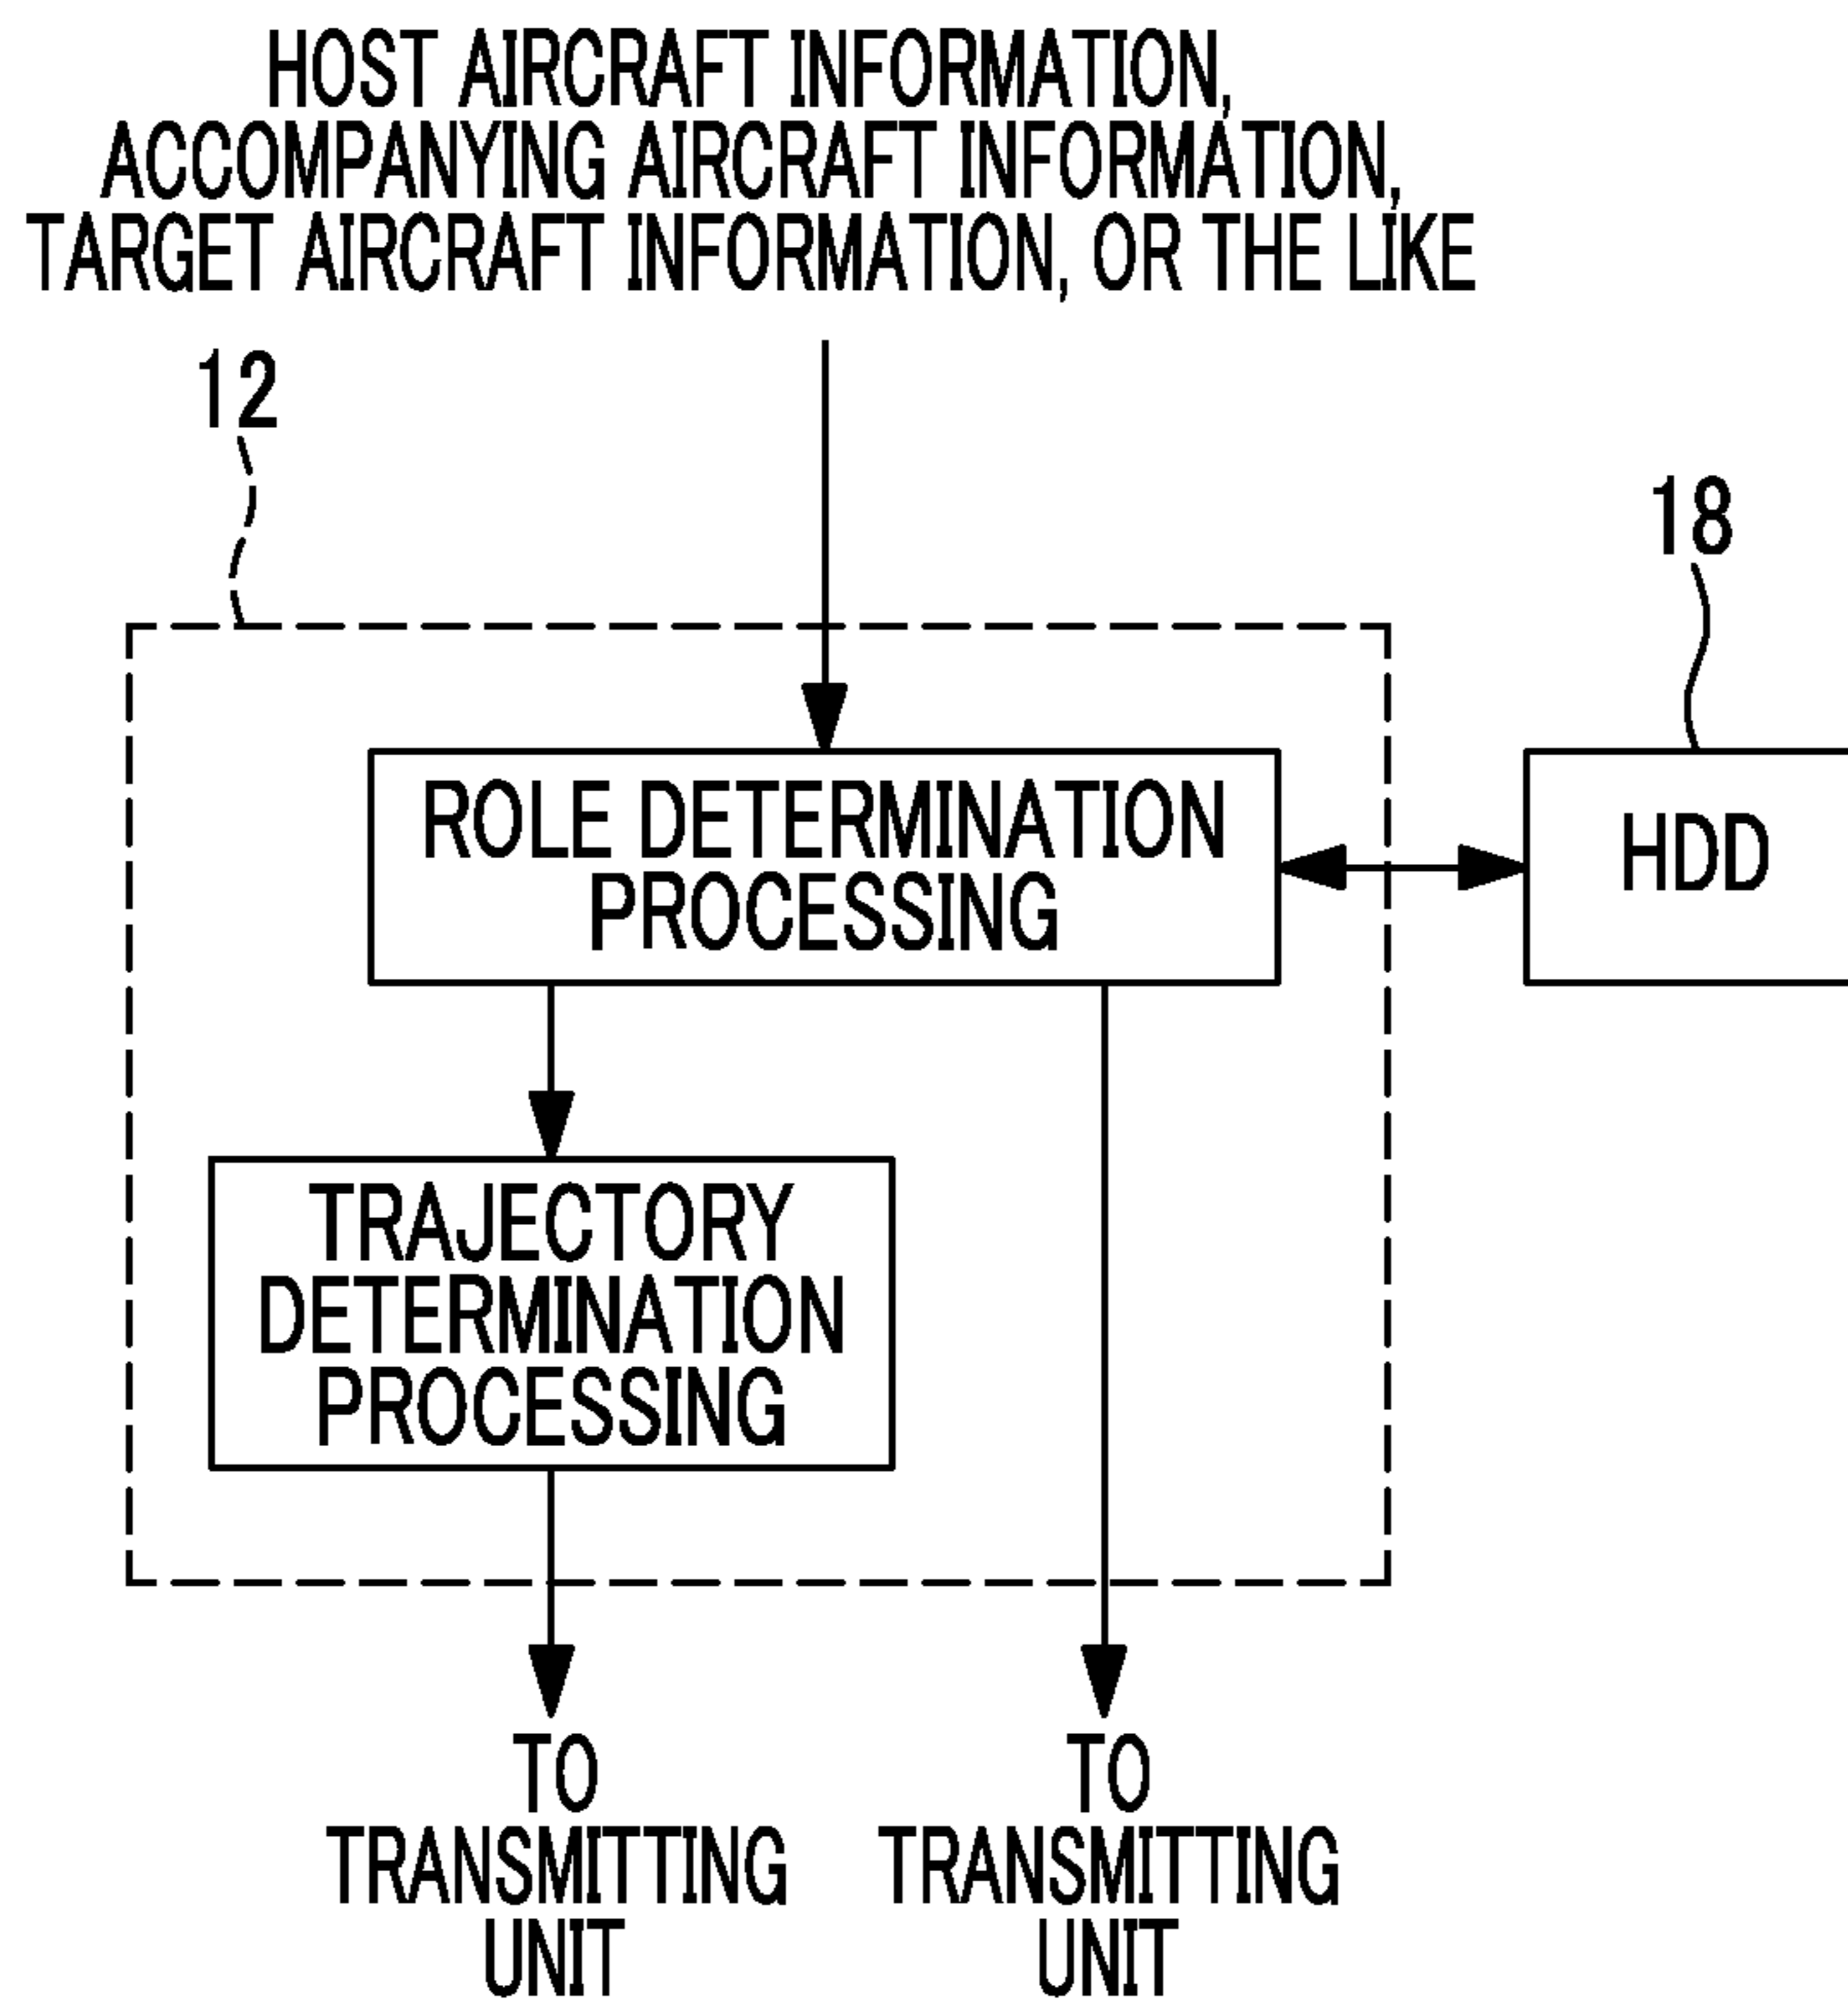 HOST AIRCRAFT INFORMATION,
ACCOMPANYING AIRCRAFT INFORMATION,
TARGET AIRCRAFT INFORMATION, OR THE LIKE
12
18
ROLE DETERMINATION
PROCESSING
HDD
TRAJECTORY
DETERMINATION
PROCESSING
TO
TRANSMITTING
UNIT
TO
TRANSMITTING
UNIT